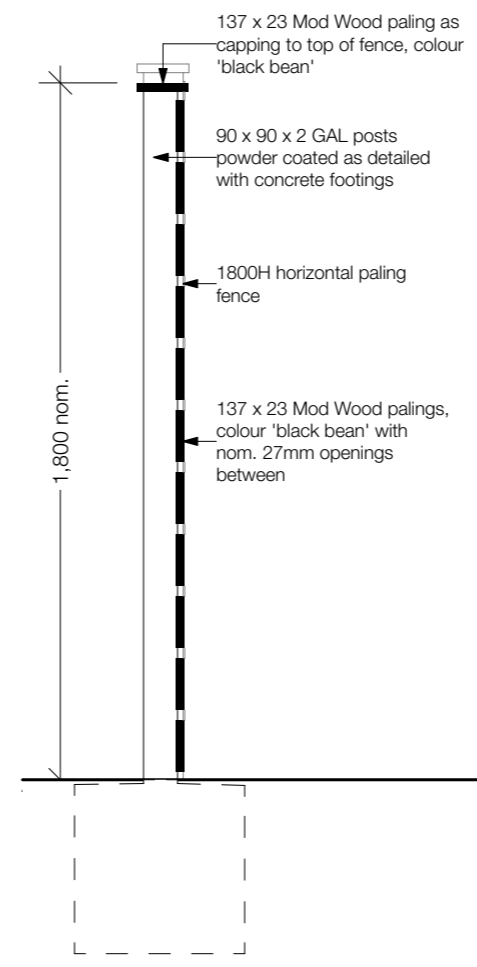 137 x 23 Mod Wood paling as
capping to top of fence, colour
'black bean'
90 x 90 x 2 GAL posts
powder coated as detailed
with concrete footings
1800H horizontal paling
fence
1,800 nom.
137 x 23 Mod Wood palings,
colour 'black bean' with
nom. 27mm openings
between